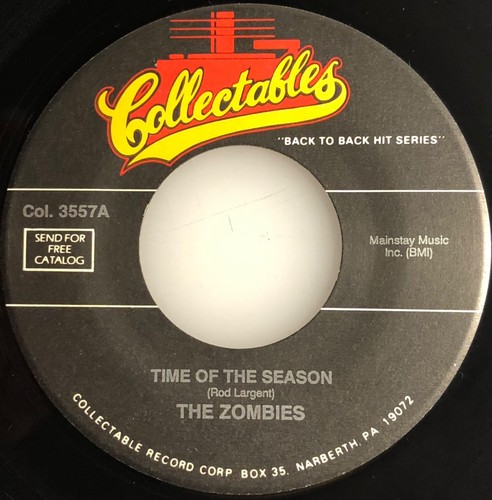 Collectables
"BACK TO BACK HIT SERIES"
Col. 3557A
SEND FOR
FREE
CATALOG
Mainstay Music
Inc. (BMI)
TIME OF THE SEASON
(Rod Largent)
THE ZOMBIES
COLLECTABLE RECORD CORP BOX 35. NARBERTH, PA 19072